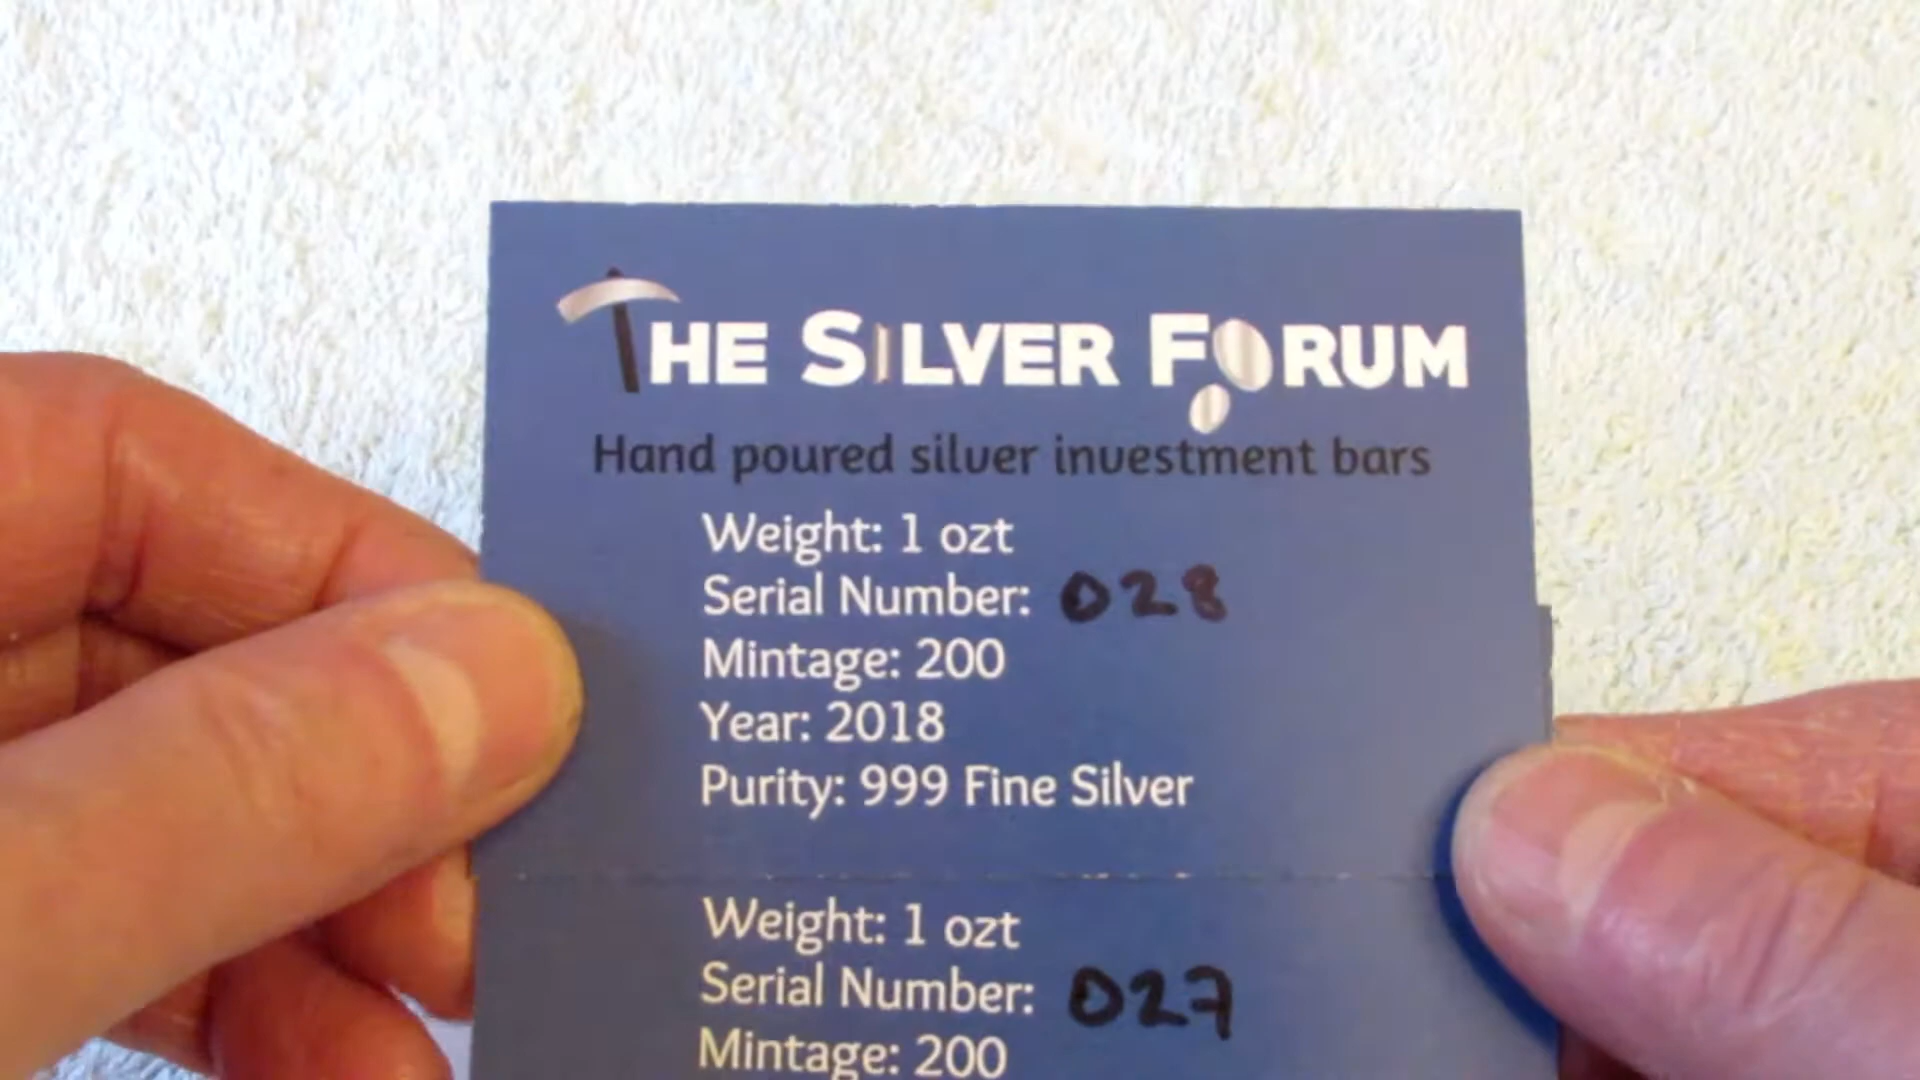 THE SILVER FORUM
Hand poured silver investment bars
Weight: 1 ozt
Serial Number: 028
Mintage: 200
Year: 2018
Purity: 999 Fine Silver
Weight: 1 ozt
Serial Number: 027
Mintage: 200